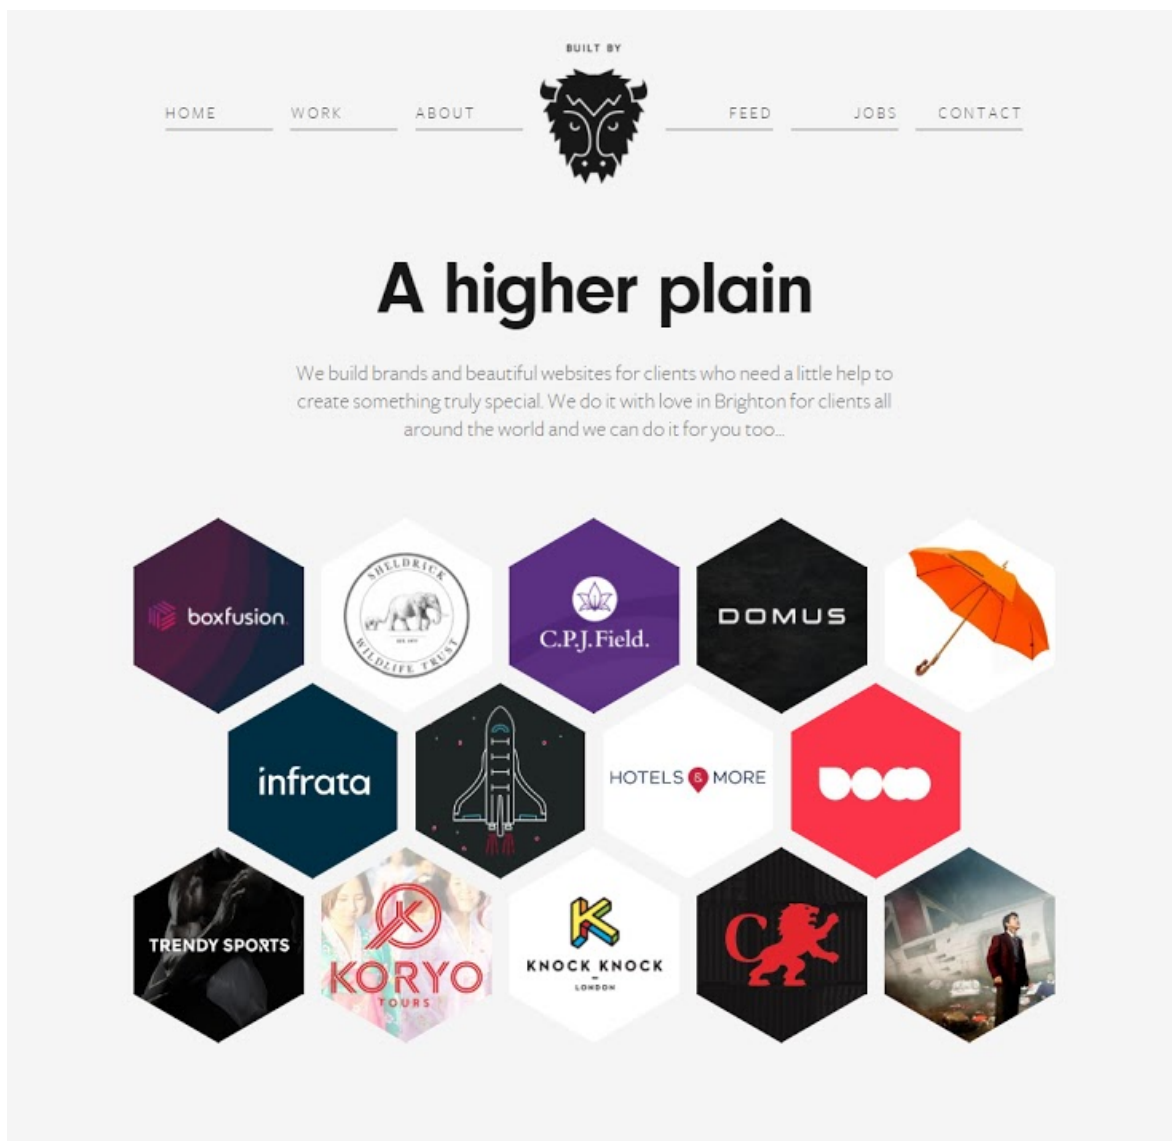 BUILT BY
HOME WORK ABOUT FEED JOBS CONTACT
A higher plain
We build brands and beautiful websites for clients who need a little help to
create something truly special. We do it with love in Brighton for clients all
around the world and we can do it for you too...
boxfusion.
SHELDRICK
WILDLIFE TRUST
C.P.J. Field.
DOMUS
infrata
HOTELS & MORE
TRENDY SPORTS
K
KORYO
TOURS
K
KNOCK KNOCK
LONDON
C